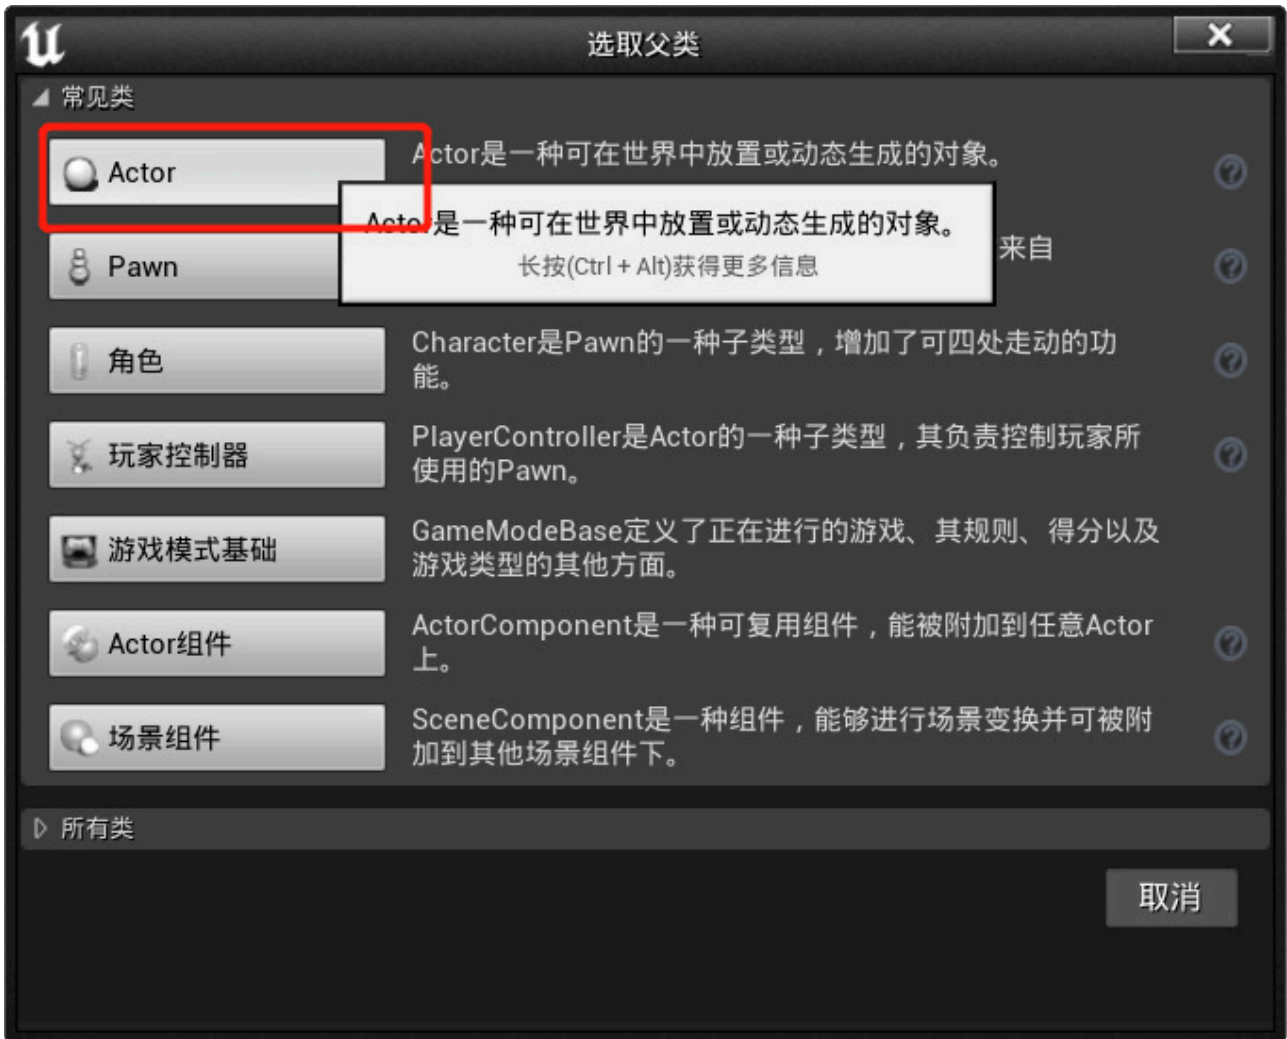 选取父类
常见类
Actor
Actor是一种可在世界中放置或动态生成的对象。
Actor是一种可在世界中放置或动态生成的对象。
长按(Ctrl + Alt)获得更多信息
Pawn
来自
角色
Character是Pawn的一种子类型，增加了可四处走动的功
能。
玩家控制器
PlayerController是Actor的一种子类型，其负责控制玩家所
使用的Pawn。
游戏模式基础
GameModeBase定义了正在进行的游戏、其规则、得分以及
游戏类型的其他方面。
Actor组件
ActorComponent是一种可复用组件，能被附加到任意Actor
上。
场景组件
SceneComponent是一种组件，能够进行场景变换并可被附
加到其他场景组件下。
所有类
取消